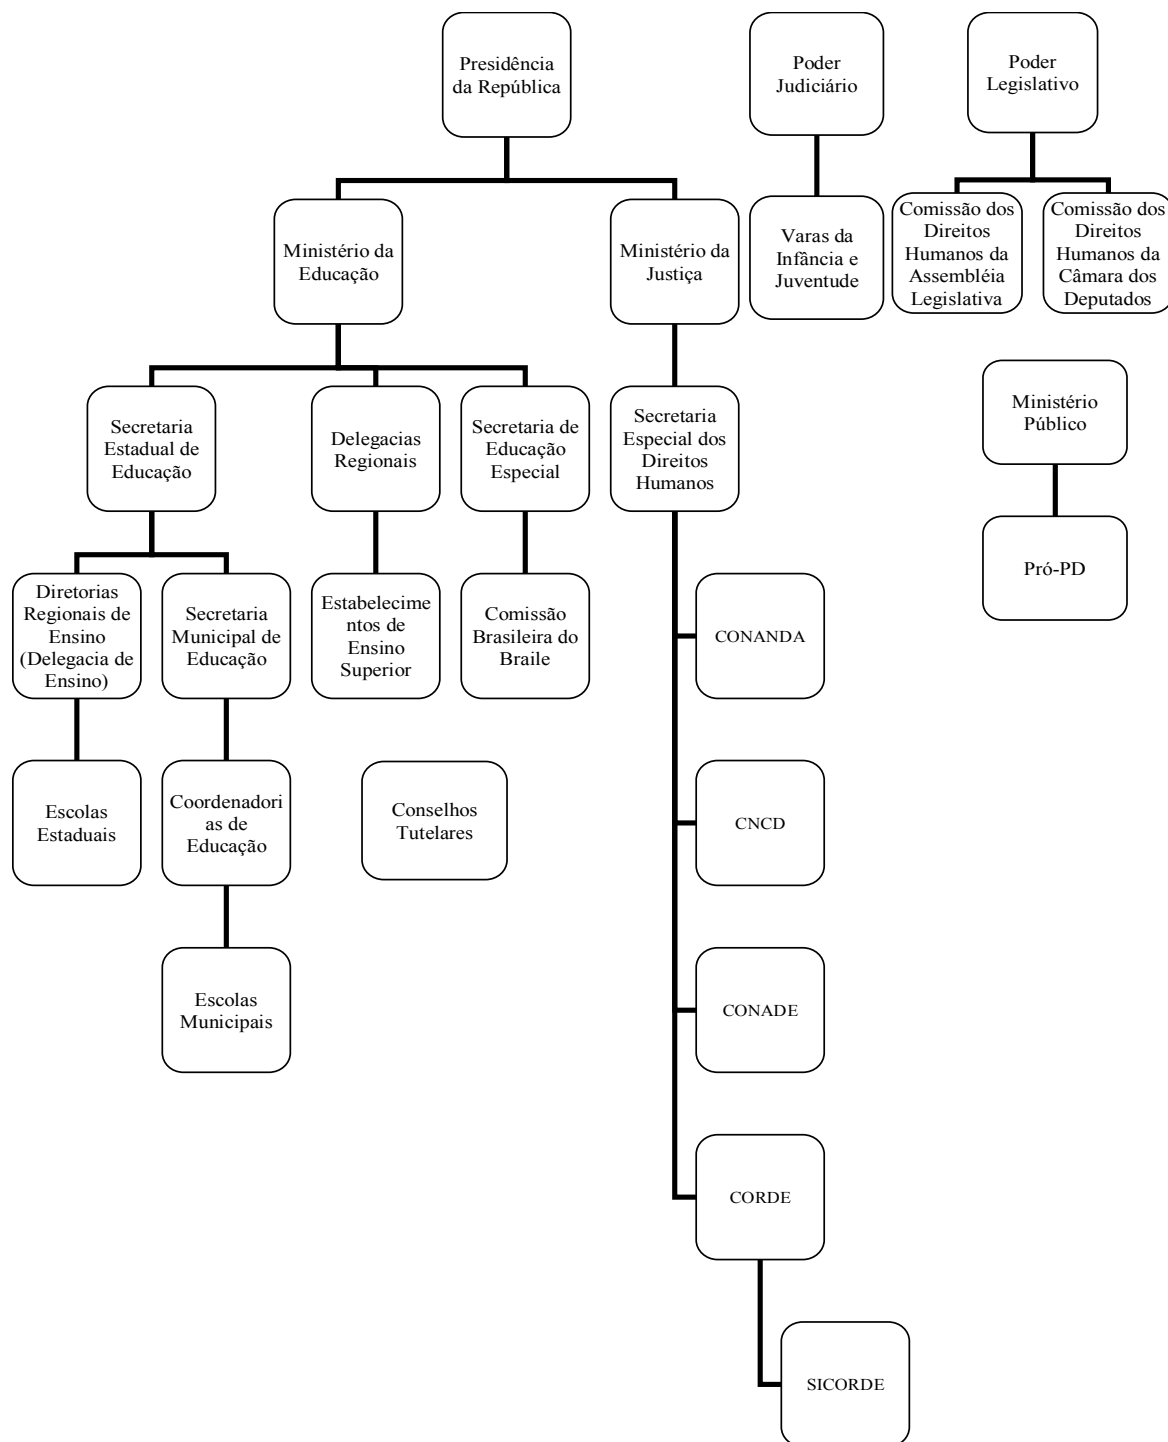 Presidência
da República
Poder
Judiciário
Poder
Legislativo
Ministério da
Educação
Ministério da
Justiça
Varas da
Infância e
Juventude
Comissão dos
Direitos
Humanos da
Assembléia
Legislativa
Comissão dos
Direitos
Humanos da
Câmara dos
Deputados
Secretaria
Estadual de
Educação
Delegacias
Regionais
Secretaria de
Educação
Especial
Secretaria
Especial dos
Direitos
Humanos
Ministério
Público
Diretorias
Regionais de
Ensino
(Delegacia de
Ensino)
Secretaria
Municipal de
Educação
Estabelecime
ntos de
Ensino
Superior
Comissão
Brasileira do
Braile
CONANDA
Pró-PD
Escolas
Estaduais
Coordenadori
as de
Educação
Conselhos
Tutelares
CNCD
Escolas
Municipais
CONADE
CORDE
SICORDE